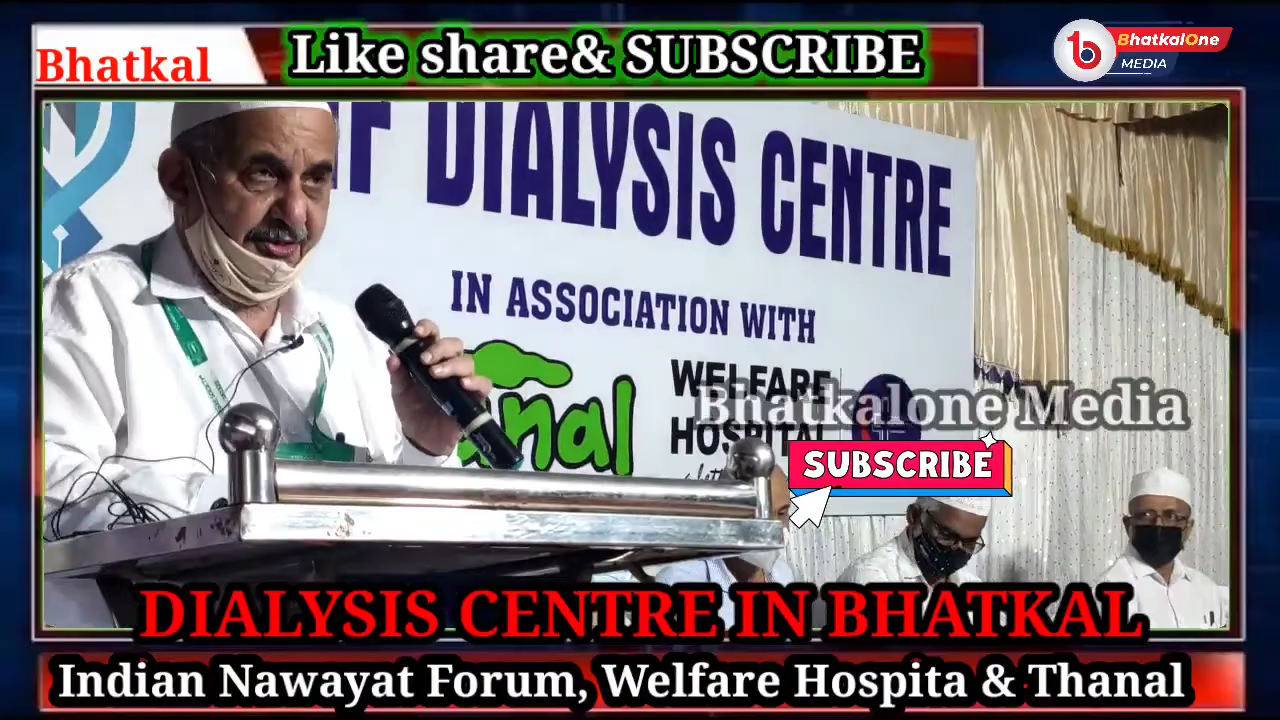 Bhatkal
Like share& SUBSCRIBE
BhatkalOne
MEDIA
DIALYSIS CENTRE
IN ASSOCIATION WITH
WELFARE
HOSPITAL
Bhatkalone Media
SUBSCRIBE
DIALYSIS CENTRE IN BHATKAL
Indian Nawayat Forum, Welfare Hospita & Thanal